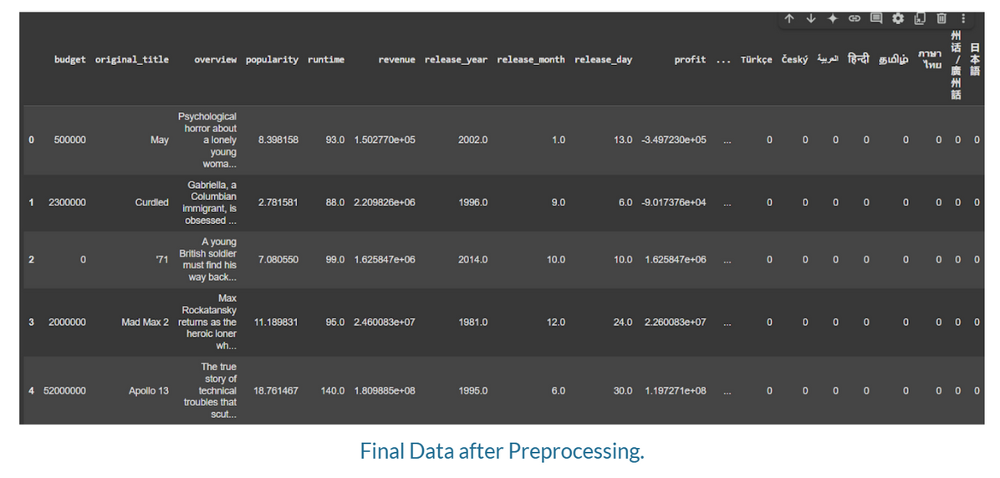 budget original_title overview popularity runtime revenue release_year release_month release_day profit ... Türkçe Český العربية हिन्दी தமிழ் ภาษาไทย 州话 / 廣州話 日本語
0 500000 May Psychological horror about a lonely young woma... 8.398158 93.0 1.502770e+05 2002.0 1.0 13.0 -3.497230e+05 ... 0 0 0 0 0 0 0 0
1 2300000 Curdled Gabriella, a Columbian immigrant, is obsessed ... 2.781581 88.0 2.209826e+06 1996.0 9.0 6.0 -9.017376e+04 ... 0 0 0 0 0 0 0 0
2 0 '71 A young British soldier must find his way back... 7.080550 99.0 1.625847e+06 2014.0 10.0 10.0 1.625847e+06 ... 0 0 0 0 0 0 0 0
3 2000000 Mad Max 2 Max Rockatansky returns as the heroic loner wh... 11.189831 95.0 2.460083e+07 1981.0 12.0 24.0 2.260083e+07 ... 0 0 0 0 0 0 0 0
4 52000000 Apollo 13 The true story of technical troubles that scut... 18.761467 140.0 1.809885e+08 1995.0 6.0 30.0 1.197271e+08 ... 0 0 0 0 0 0 0 0
Final Data after Preprocessing.